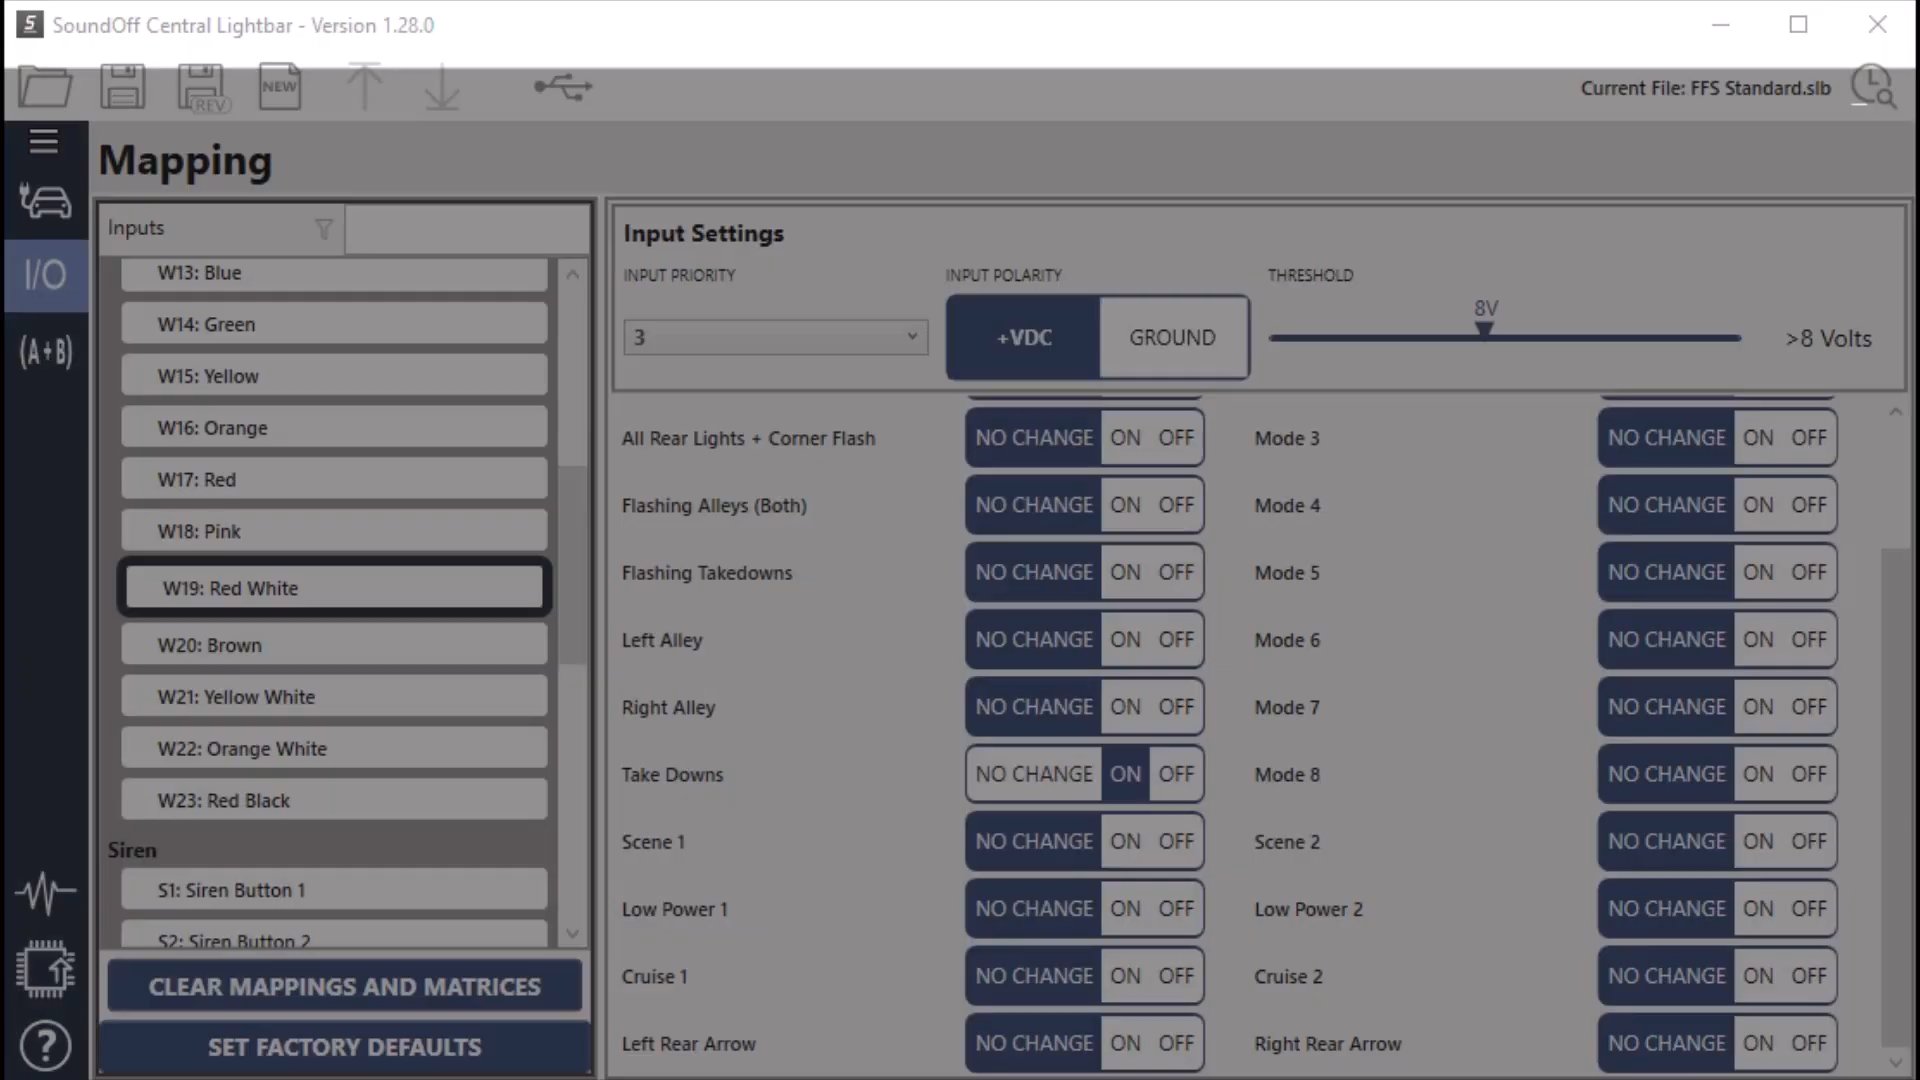 SoundOff Central Lightbar - Version 1.28.0
REV
NEW
Current File: FFS Standard.slb
Mapping
I/O
(A+B)
Inputs
W13: Blue
W14: Green
W15: Yellow
W16: Orange
W17: Red
W18: Pink
W19: Red White
W20: Brown
W21: Yellow White
W22: Orange White
W23: Red Black
Siren
S1: Siren Button 1
S2: Siren Button 2
CLEAR MAPPINGS AND MATRICES
SET FACTORY DEFAULTS
Input Settings
INPUT PRIORITY
INPUT POLARITY
THRESHOLD
3
+VDC GROUND
8V
>8 Volts
All Rear Lights + Corner Flash NO CHANGE ON OFF Mode 3 NO CHANGE ON OFF
Flashing Alleys (Both) NO CHANGE ON OFF Mode 4 NO CHANGE ON OFF
Flashing Takedowns NO CHANGE ON OFF Mode 5 NO CHANGE ON OFF
Left Alley NO CHANGE ON OFF Mode 6 NO CHANGE ON OFF
Right Alley NO CHANGE ON OFF Mode 7 NO CHANGE ON OFF
Take Downs NO CHANGE ON OFF Mode 8 NO CHANGE ON OFF
Scene 1 NO CHANGE ON OFF Scene 2 NO CHANGE ON OFF
Low Power 1 NO CHANGE ON OFF Low Power 2 NO CHANGE ON OFF
Cruise 1 NO CHANGE ON OFF Cruise 2 NO CHANGE ON OFF
Left Rear Arrow NO CHANGE ON OFF Right Rear Arrow NO CHANGE ON OFF